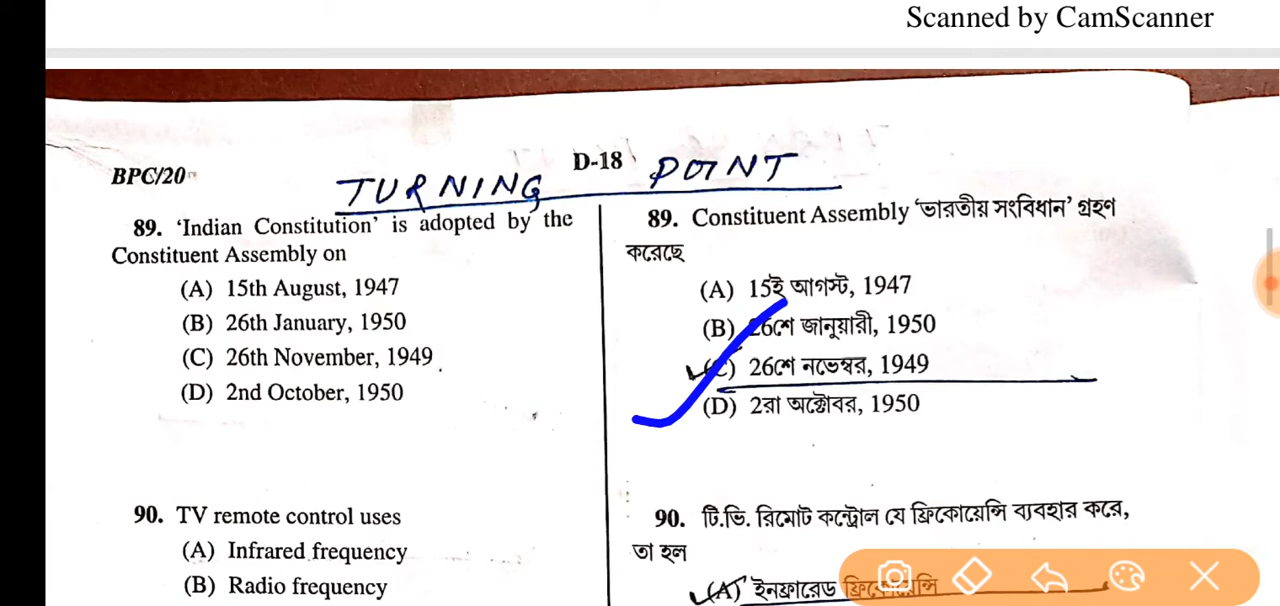 Scanned by CamScanner
BPC/20
D-18
TURNING POINT
89. 'Indian Constitution' is adopted by the
Constituent Assembly on
(A) 15th August, 1947
(B) 26th January, 1950
(C) 26th November, 1949
(D) 2nd October, 1950
90. TV remote control uses
(A) Infrared frequency
(B) Radio frequency
89. Constituent Assembly 'ভারতীয় সংবিধান' গ্রহণ
করেছে
(A) 15ই আগস্ট, 1947
(B) 26শে জানুয়ারী, 1950
(C) 26শে নভেম্বর, 1949
(D) 2রা অক্টোবর, 1950
90. টি.ভি. রিমোট কন্ট্রোল যে ফ্রিকোয়েন্সি ব্যবহার করে,
তা হল
(A) ইনফ্রারেড ফ্রিকোয়েন্সি